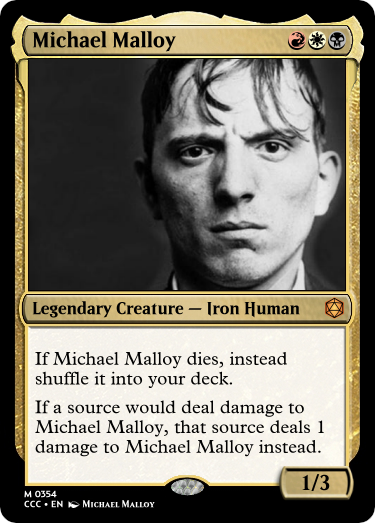 Michael Malloy
Legendary Creature — Iron Human
If Michael Malloy dies, instead
shuffle it into your deck.
If a source would deal damage to
Michael Malloy, that source deals 1
damage to Michael Malloy instead.
1/3
M 0354
CCC • EN Michael Malloy